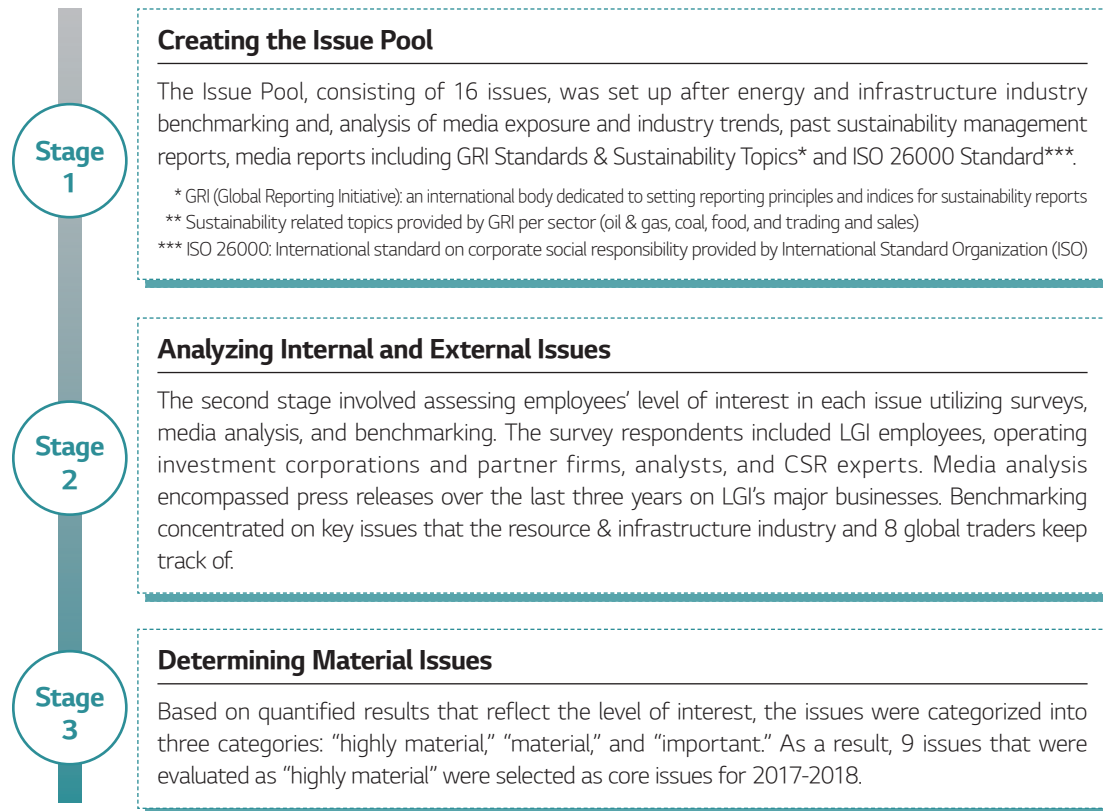 Stage
1
Creating the Issue Pool
The Issue Pool, consisting of 16 issues, was set up after energy and infrastructure industry
benchmarking and, analysis of media exposure and industry trends, past sustainability management
reports, media reports including GRI Standards & Sustainability Topics* and ISO 26000 Standard***.
* GRI (Global Reporting Initiative): an international body dedicated to setting reporting principles and indices for sustainability reports
** Sustainability related topics provided by GRI per sector (oil & gas, coal, food, and trading and sales)
*** ISO 26000: International standard on corporate social responsibility provided by International Standard Organization (ISO)
Stage
2
Analyzing Internal and External Issues
The second stage involved assessing employees’ level of interest in each issue utilizing surveys,
media analysis, and benchmarking. The survey respondents included LGI employees, operating
investment corporations and partner firms, analysts, and CSR experts. Media analysis
encompassed press releases over the last three years on LGI’s major businesses. Benchmarking
concentrated on key issues that the resource & infrastructure industry and 8 global traders keep
track of.
Stage
3
Determining Material Issues
Based on quantified results that reflect the level of interest, the issues were categorized into
three categories: “highly material,” “material,” and “important.” As a result, 9 issues that were
evaluated as “highly material” were selected as core issues for 2017-2018.